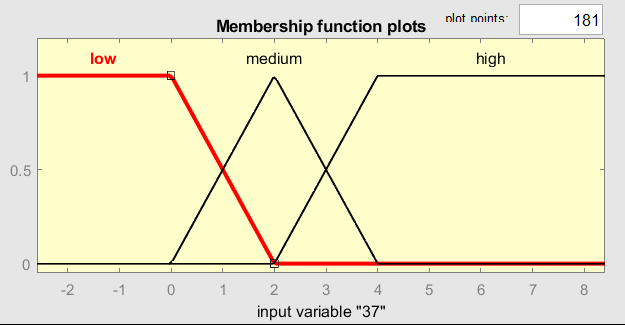 plot points: 181
Membership function plots
low medium high
1
0.5
0
-2 -1 0 1 2 3 4 5 6 7 8
input variable "37"